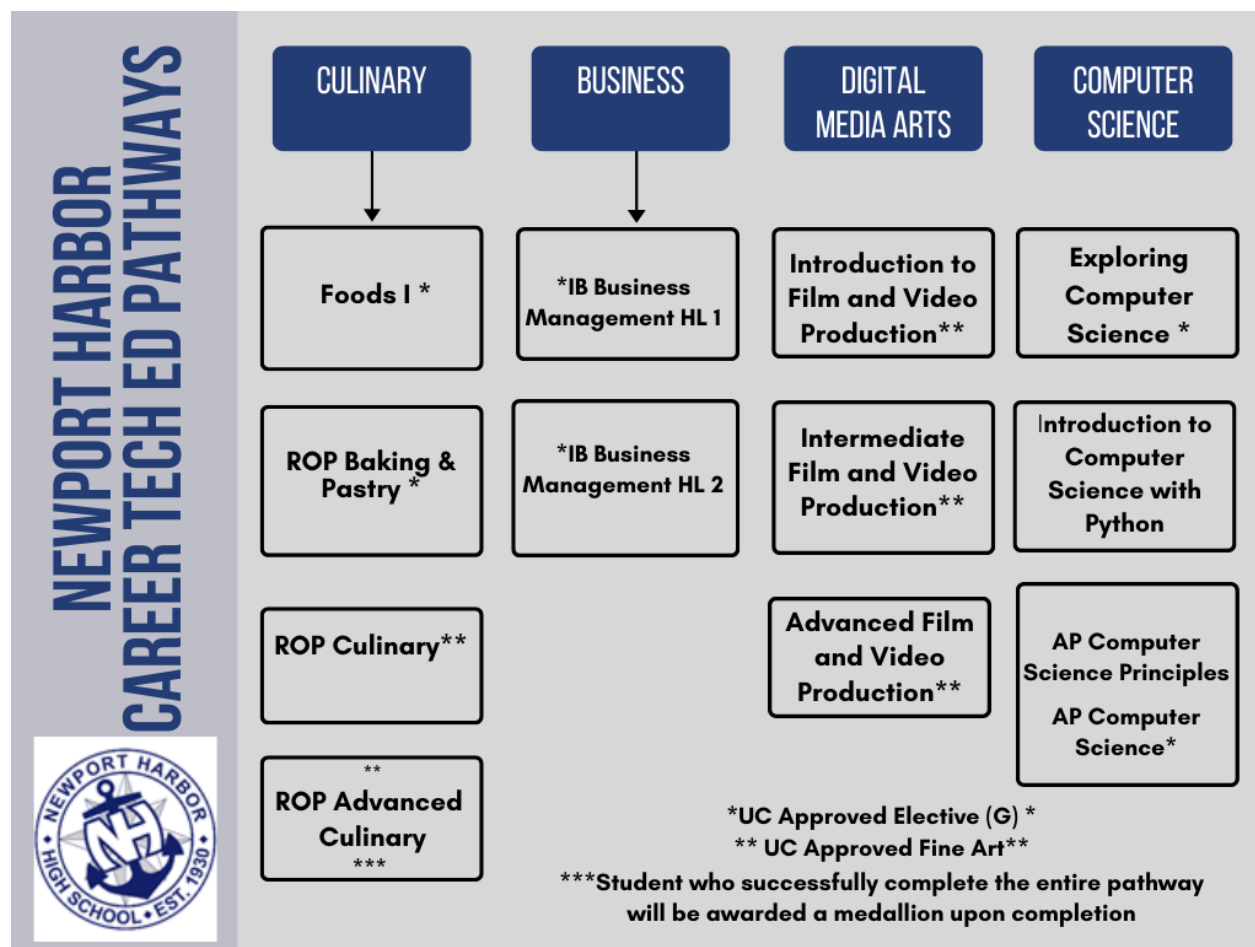 NEWPORT HARBOR
CAREER TECH ED PATHWAYS
CULINARY
BUSINESS
DIGITAL
MEDIA ARTS
COMPUTER
SCIENCE
Foods I *
*IB Business
Management HL 1
Introduction to
Film and Video
Production**
Exploring
Computer
Science *
ROP Baking &
Pastry *
*IB Business
Management HL 2
Intermediate
Film and Video
Production**
Introduction to
Computer
Science with
Python
ROP Culinary**
Advanced Film
and Video
Production**
AP Computer
Science Principles
AP Computer
Science*
**
ROP Advanced
Culinary
***
*UC Approved Elective (G) *
** UC Approved Fine Art**
***Student who successfully complete the entire pathway
will be awarded a medallion upon completion
NEWPORT HARBOR
NH
HIGH SCHOOL • EST. 1930